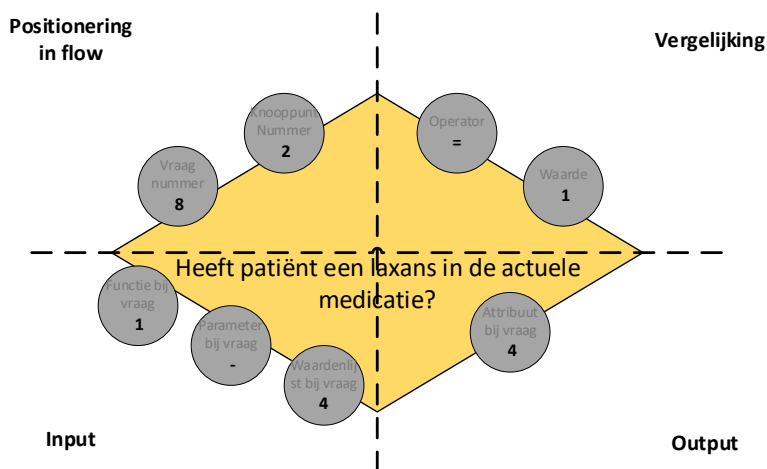 Positionering
in flow
Vergelijking
Knooppunt
Nummer
2
Operator
=
Vraag
nummer
8
Waarde
1
Heeft patiënt een laxans in de actuele
medicatie?
Functie bij
vraag
1
Parameter
bij vraag
-
Waardenlij
st bij vraag
4
Attribuut
bij vraag
4
Input
Output